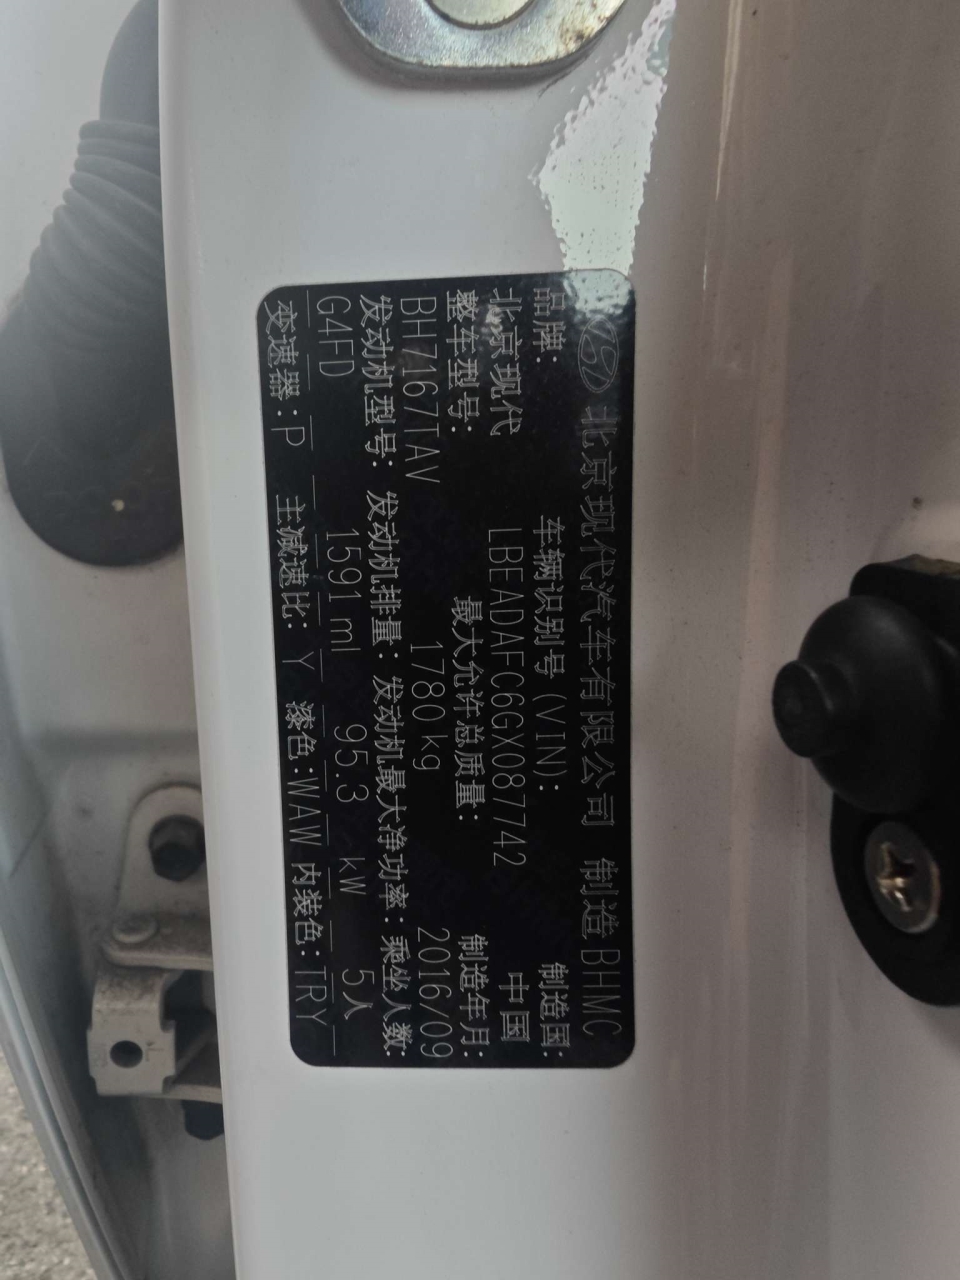 北京现代汽车有限公司 制造 BHMC
品牌: 车辆识别号(VIN): 制造国:
北京现代 LBEADAFC6GX087742 中国
整车型号: 最大允许总质量: 制造年月:
BH7167TAV 1780kg 2016/09
发动机型号: 发动机排量: 发动机最大净功率: 乘坐人数:
G4FD 1591ml 95.3 kW 5人
变速器:P 主减速比: Y 漆色:WAW 内装色:TRY